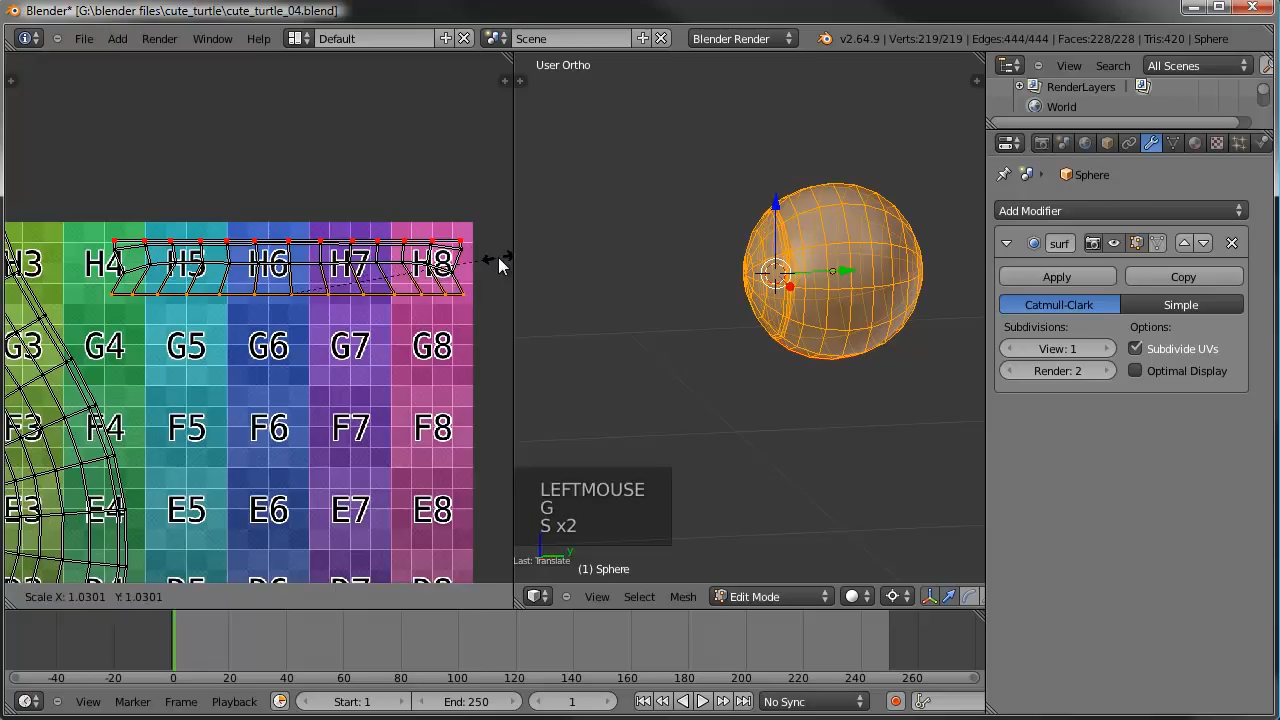 Blender* [G:\blender files\cute_turtle\cute_turtle_04.blend]
File Add Render Window Help Default Scene Blender Render v2.64.9 | Verts:219/219 | Edges:444/444 | Faces:228/228 | Tris:420 | Sphere
User Ortho
View Search All Scenes
RenderLayers
World
Sphere
Add Modifier
surf
Apply Copy
Catmull-Clark Simple
Subdivisions: Options:
View: 1 Subdivide UVs
Render: 2 Optimal Display
H3 H4 H5 H6 H7 H8
G3 G4 G5 G6 G7 G8
F3 F4 F5 F6 F7 F8
E3 E4 E5 E6 E7 E8
LEFTMOUSE
G
S x2
y
Last: Translate
(1) Sphere
Scale X: 1.0301 Y: 1.0301
View Select Mesh Edit Mode
-40 -20 0 20 40 60 80 100 120 140 160 180 200 220 240 260
View Marker Frame Playback Start: 1 End: 250 1 No Sync